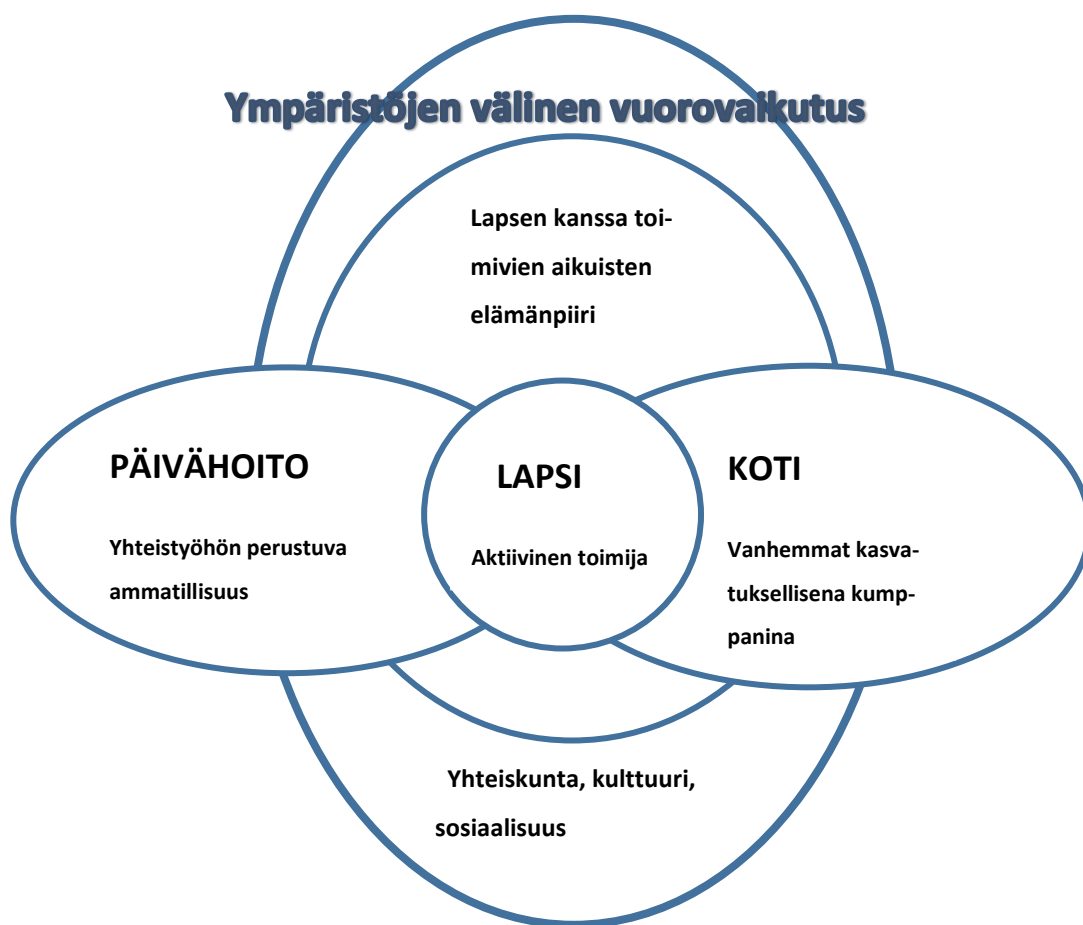 Ympäristöjen välinen vuorovaikutus
Lapsen kanssa toi-
mivien aikuisten
elämänpiiri
PÄIVÄHOITO
Yhteistyöhön perustuva
ammatillisuus
LAPSI
Aktiivinen toimija
KOTI
Vanhemmat kasva-
tuksellisena kump-
panina
Yhteiskunta, kulttuuri,
sosiaalisuus